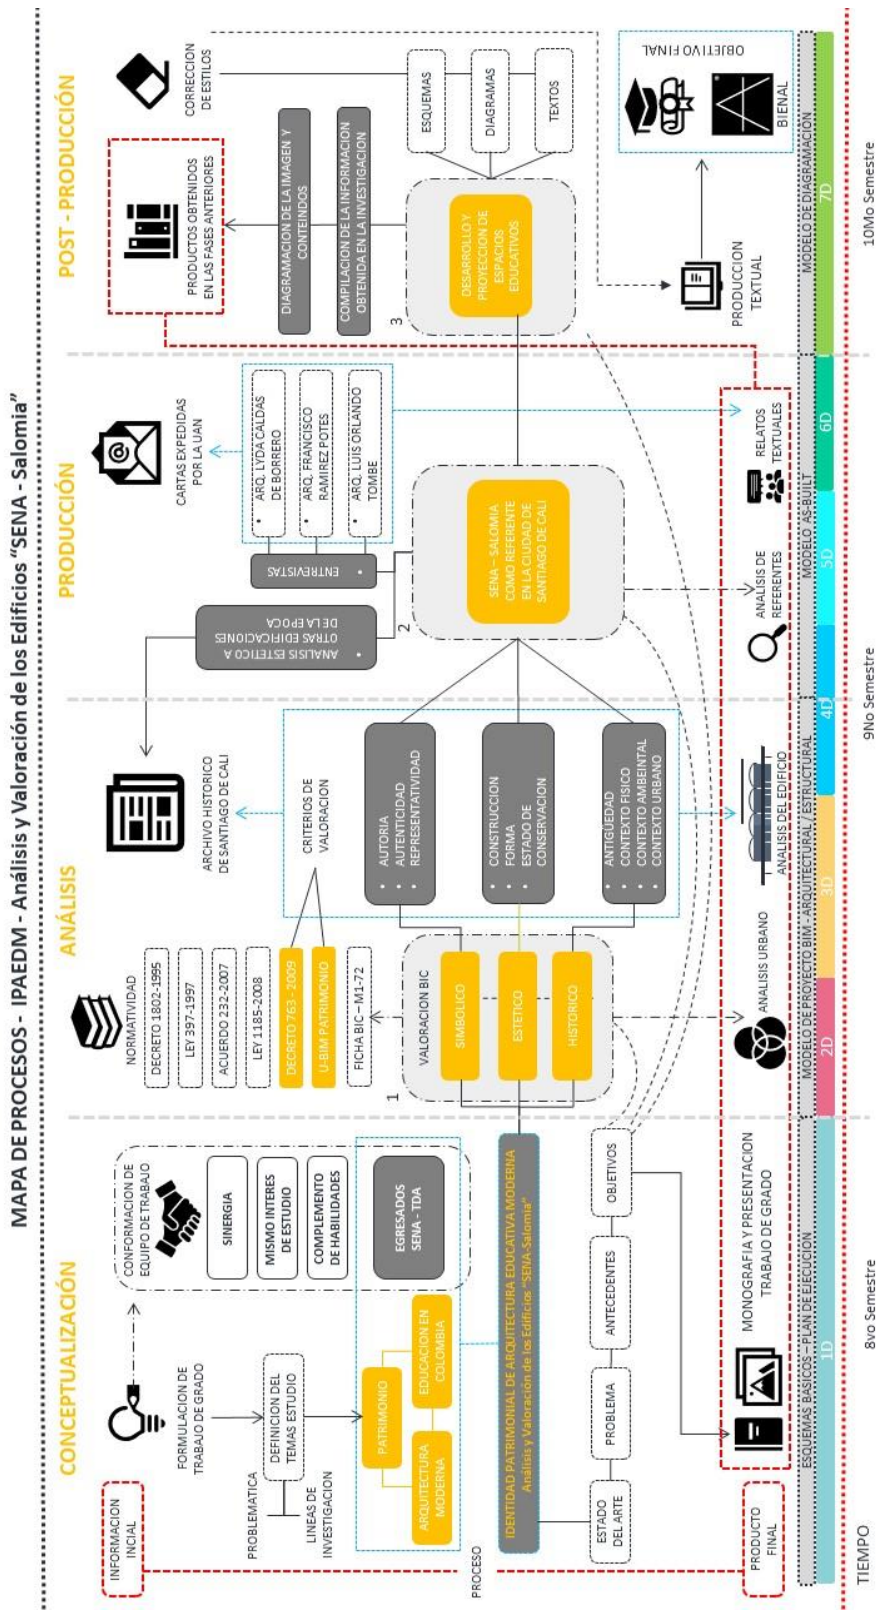 MAPA DE PROCESOS - IPAEDM - Análisis y Valoración de los Edificios "SENA - Salomia"
CONCEPTUALIZACIÓN
INFORMACION
INCIAL
FORMULACION DE
TRABAJO DE GRADO
PROBLEMATICA
LINEAS DE
INVESTIGACION
DEFINICION DEL
TEMAS ESTUDIO
PATRIMONIO
ARQUITECTURA
MODERNA
EDUCACION EN
COLOMBIA
CONFORMACION DE
EQUIPO DE TRABAJO
SINERGIA
MISMO INTERES
DE ESTUDIO
COMPLEMENTO
DE HABILIDADES
EGRESADOS
SENA - TDA
PROCESO
IDENTIDAD PATRIMONIAL DE ARQUITECTURA EDUCATIVA MODERNA
Análisis y Valoración de los Edificios "SENA-Salomia"
ESTADO
DEL ARTE
PROBLEMA
ANTECEDENTES
OBJETIVOS
PRODUCTO
FINAL
MONOGRAFIA Y PRESENTACION
TRABAJO DE GRADO
ANÁLISIS
NORMATIVIDAD
DECRETO 1802-1995
LEY 397-1997
ACUERDO 232-2007
LEY 1185-2008
DECRETO 763 - 2009
U-BIM PATRIMONIO
FICHA BIC – M1-72
ARCHIVO HISTORICO
DE SANTIAGO DE CALI
CRITERIOS DE
VALORACION
1
VALORACION BIC
SIMBOLICO
ESTETICO
HISTORICO
• AUTORIA
• AUTENTICIDAD
• REPRESENTATIVIDAD
• CONSTRUCCION
• FORMA
• ESTADO DE
CONSERVACION
• ANTIGÜEDAD
• CONTEXTO FISICO
• CONTEXTO AMBEINTAL
• CONTEXTO URBANO
ANALISIS URBANO
ANALISIS DEL EDIFICIO
PRODUCCIÓN
CARTAS EXPEDIDAS
POR LA UAN
• ANALISIS ESTETICO A
OTRAS EDIFICACIONES
DE LA EPOCA
• ENTREVISTAS
• ARQ. LYDA CALDAS
DE BORRERO
• ARQ. FRANCISCO
RAMIREZ POTES
• ARQ. LUIS ORLANDO
TOMBE
2
SENA – SALOMIA
COMO REFERENTE
EN LA CIUDAD DE
SANTIAGO DE CALI
ANALISIS DE
REFERENTES
RELATOS
TEXTUALES
POST - PRODUCCIÓN
PRODUCTOS OBTENIDOS
EN LAS FASES ANTERIORES
CORRECCION
DE ESTILOS
DIAGRAMACION DE LA IMAGEN Y
CONTEINDOS
COMPILACION DE LA INFORMACION
OBTENIDA EN LA INVESTIGACION
3
DESARROLLO Y
PROYECCION DE
ESPACIOS
EDUCATIVOS
ESQUEMAS
DIAGRAMAS
TEXTOS
PRODUCCION
TEXTUAL
OBJETIVO FINAL
BIENAL
ESQUEMAS BASICOS – PLAN DE EJECUCION
MODELO DE PROYECTO BIM - ARQUITECTURAL / ESTRUCTURAL
MODELO AS-BUILT
MODELO DE DIAGRAMACION
1D
2D
3D
4D
5D
6D
7D
TIEMPO
8vo Semestre
9No Semestre
10Mo Semestre